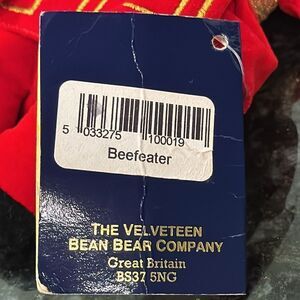 5 033275 100019
Beefeater
THE VELVETEEN
BEAN BEAR COMPANY
Great Britain
BS37 5NG